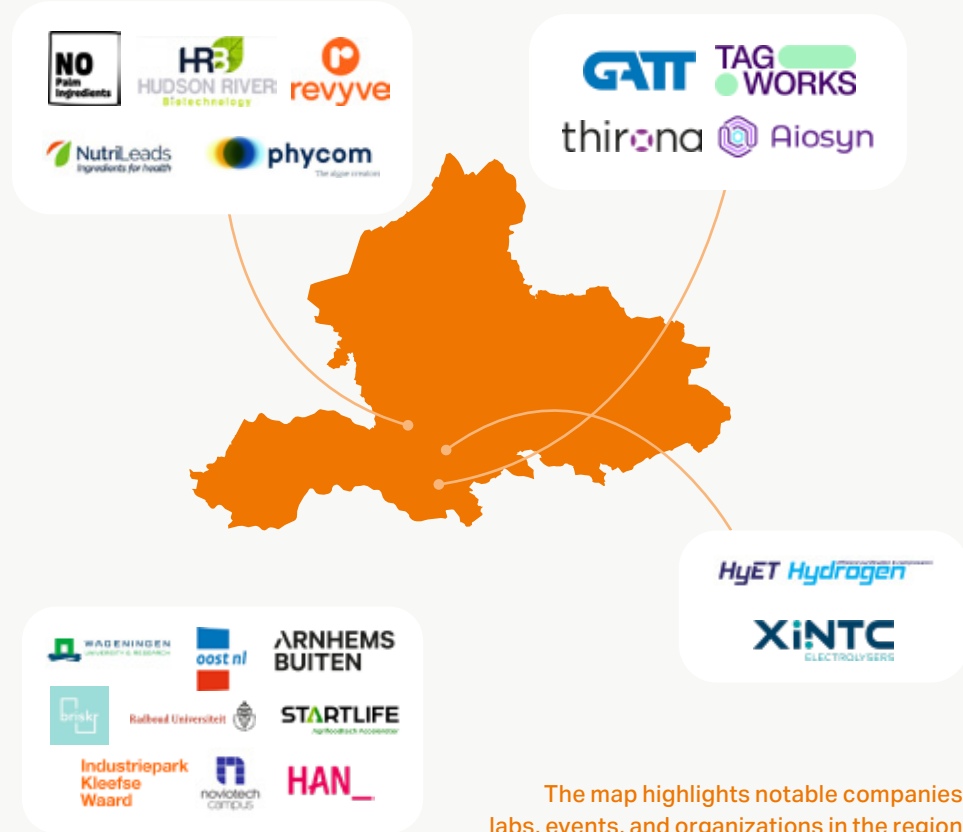 NO
Palm
Ingredients
HRB
HUDSON RIVER
Biotechnology
revyve
NutriLeads
Ingredients for health
phycom
The algae creators
GATT
TAG
WORKS
thirona
Aiosyn
HyET Hydrogen
XiNTC
ELECTROLYSERS
WAGENINGEN
UNIVERSITY & RESEARCH
oost nl
ARNHEMS
BUITEN
briskr
Radboud Universiteit
STARTLIFE
Agrifoodtech Accelerator
Industriepark
Kleefse
Waard
noviotech
campus
HAN_
The map highlights notable companies
labs, events, and organizations in the region